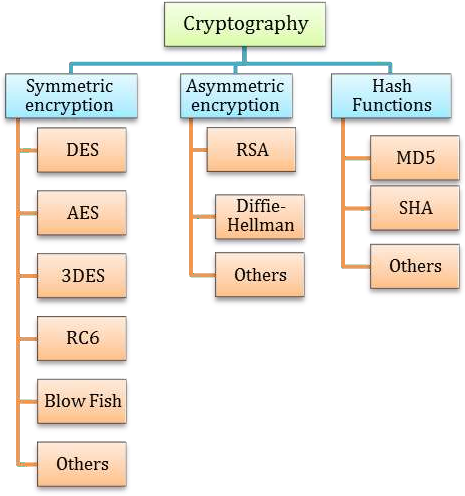 Cryptography
Symmetric
encryption
DES
AES
3DES
RC6
Blow Fish
Others
Asymmetric
encryption
RSA
Diffie-
Hellman
Others
Hash
Functions
MD5
SHA
Others